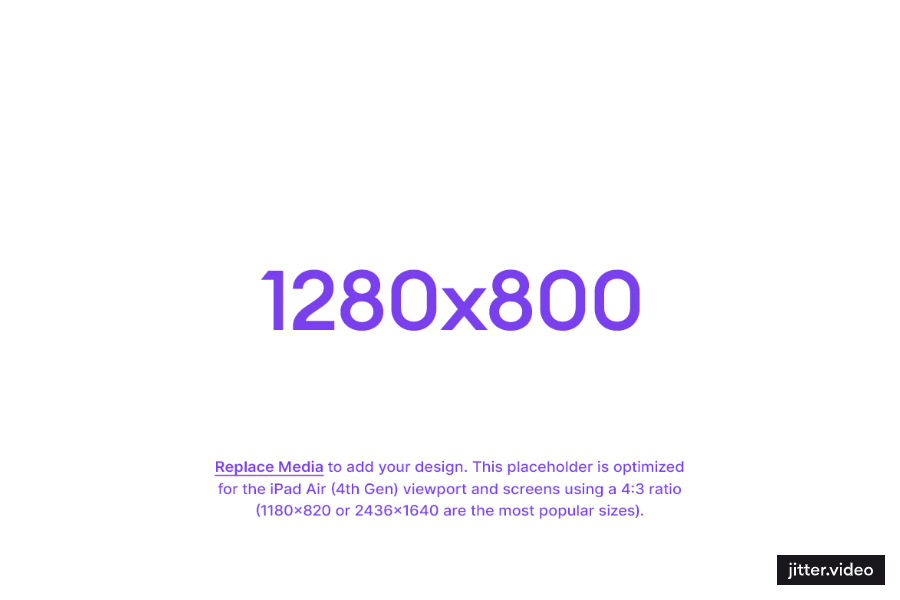 1280x800
Replace Media to add your design. This placeholder is optimized
for the iPad Air (4th Gen) viewport and screens using a 4:3 ratio
(1180×820 or 2436×1640 are the most popular sizes).
jitter.video